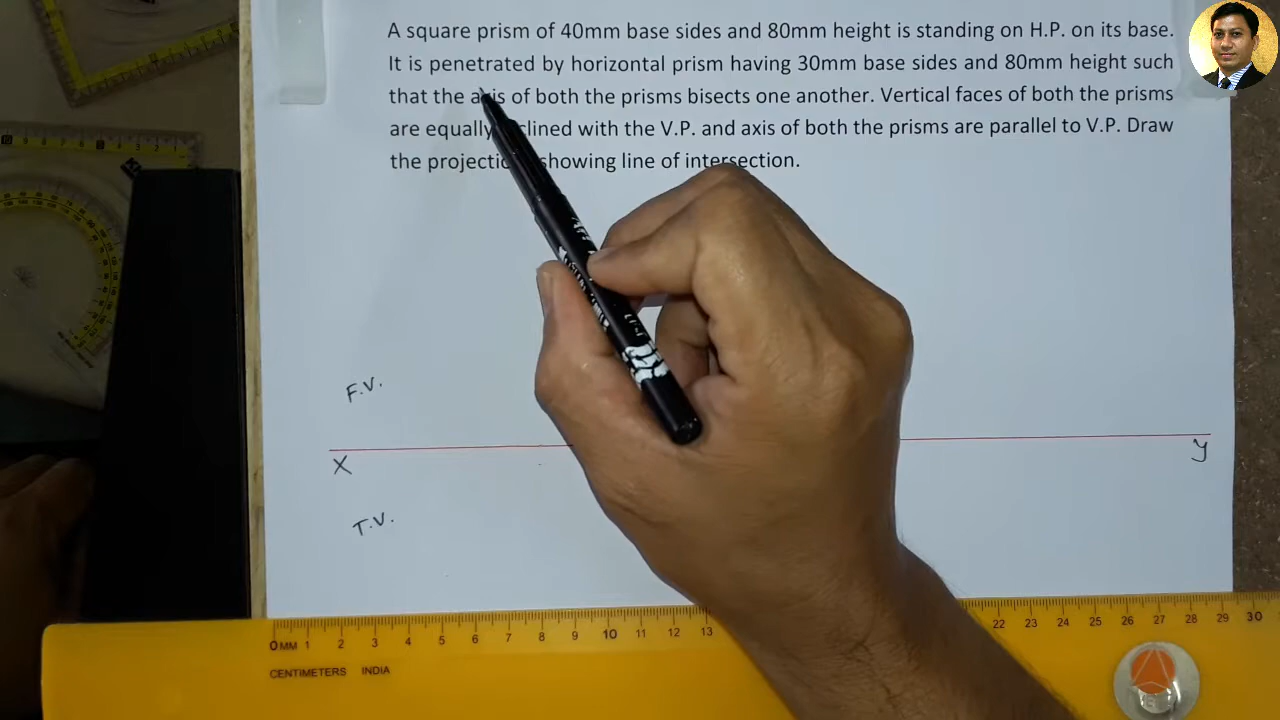 A square prism of 40mm base sides and 80mm height is standing on H.P. on its base.
It is penetrated by horizontal prism having 30mm base sides and 80mm height such
that the axis of both the prisms bisects one another. Vertical faces of both the prisms
are equally inclined with the V.P. and axis of both the prisms are parallel to V.P. Draw
the projections showing line of intersection.
F.V.
X
y
T.V.
0MM 1 2 3 4 5 6 7 8 9 10 11 12 13 22 23 24 25 26 27 28 29 30
CENTIMETERS INDIA